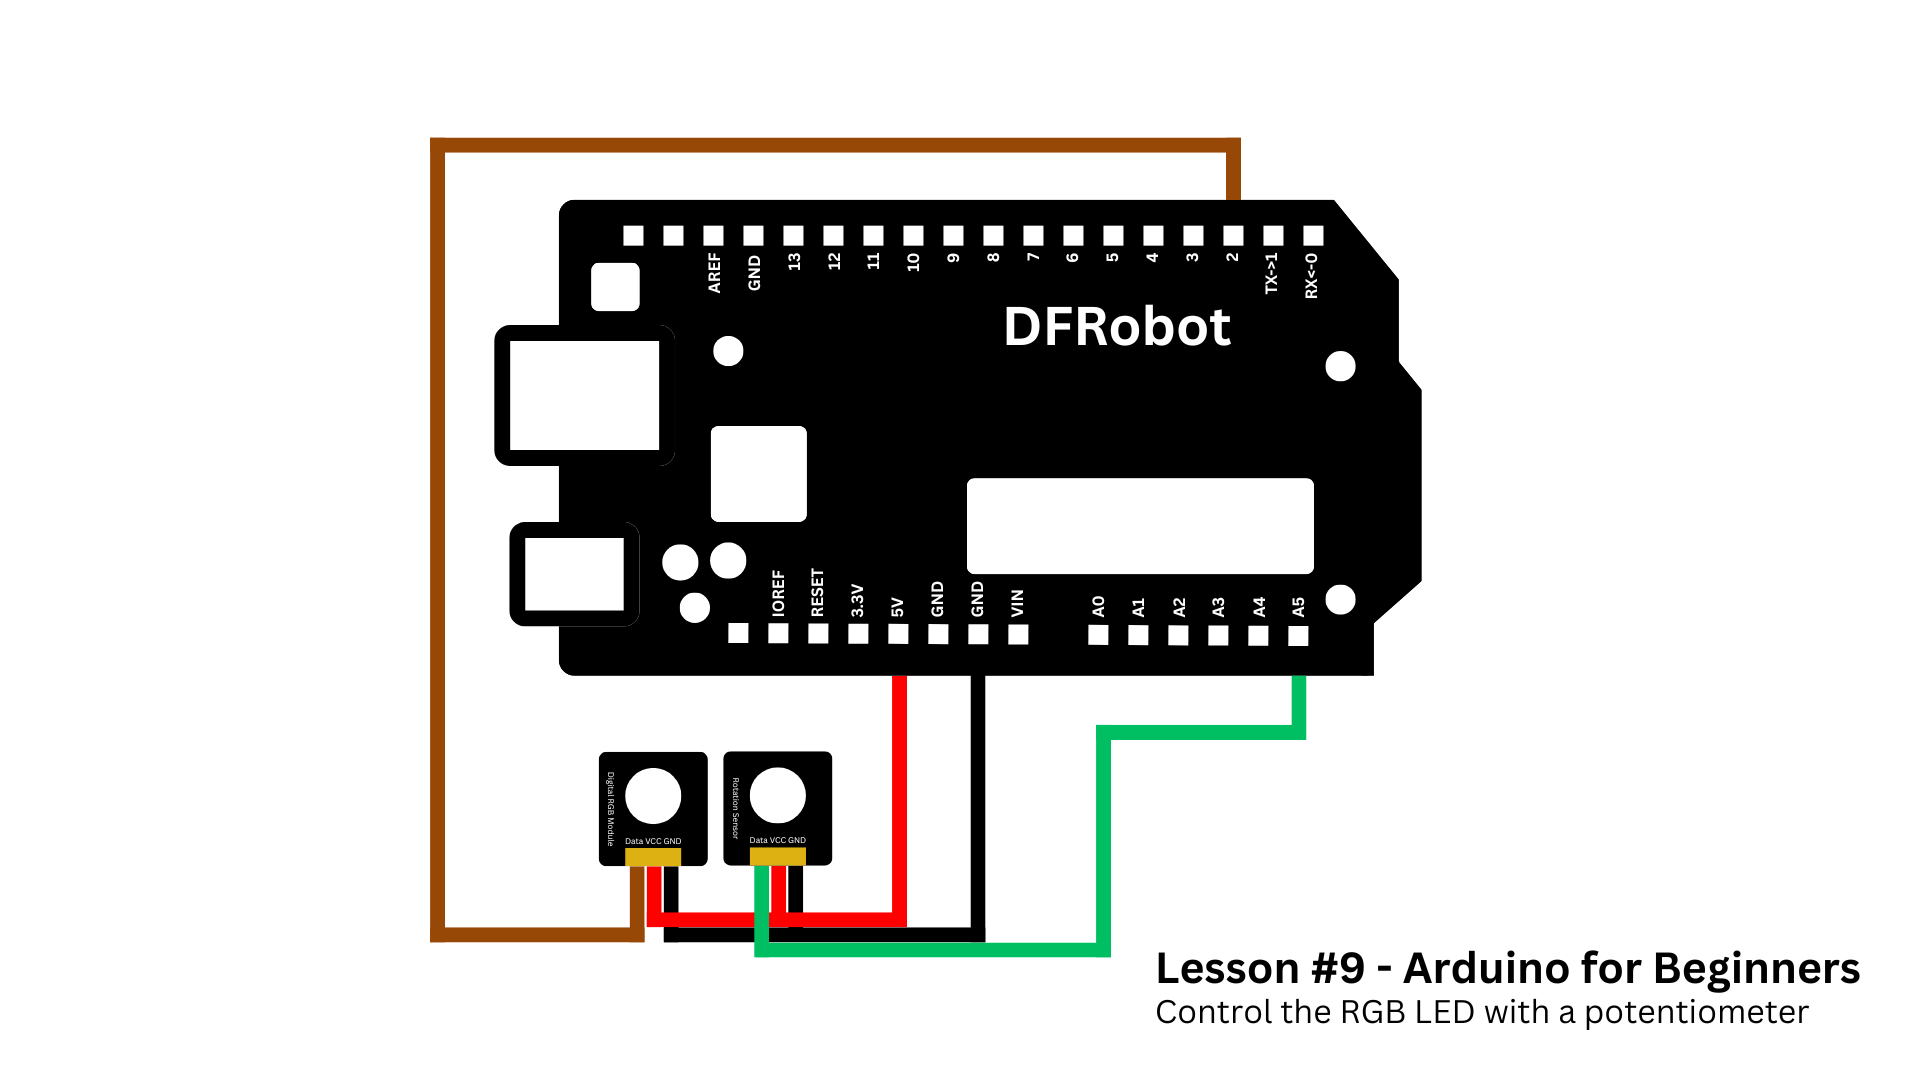 AREF
GND
13
12
11
10
9
8
7
6
5
4
3
2
TX->1
RX<-0
DFRobot
IOREF
RESET
3.3V
5V
GND
GND
VIN
A0
A1
A2
A3
A4
A5
Digital RGB Module
Data VCC GND
Rotation Sensor
Data VCC GND
Lesson #9 - Arduino for Beginners
Control the RGB LED with a potentiometer